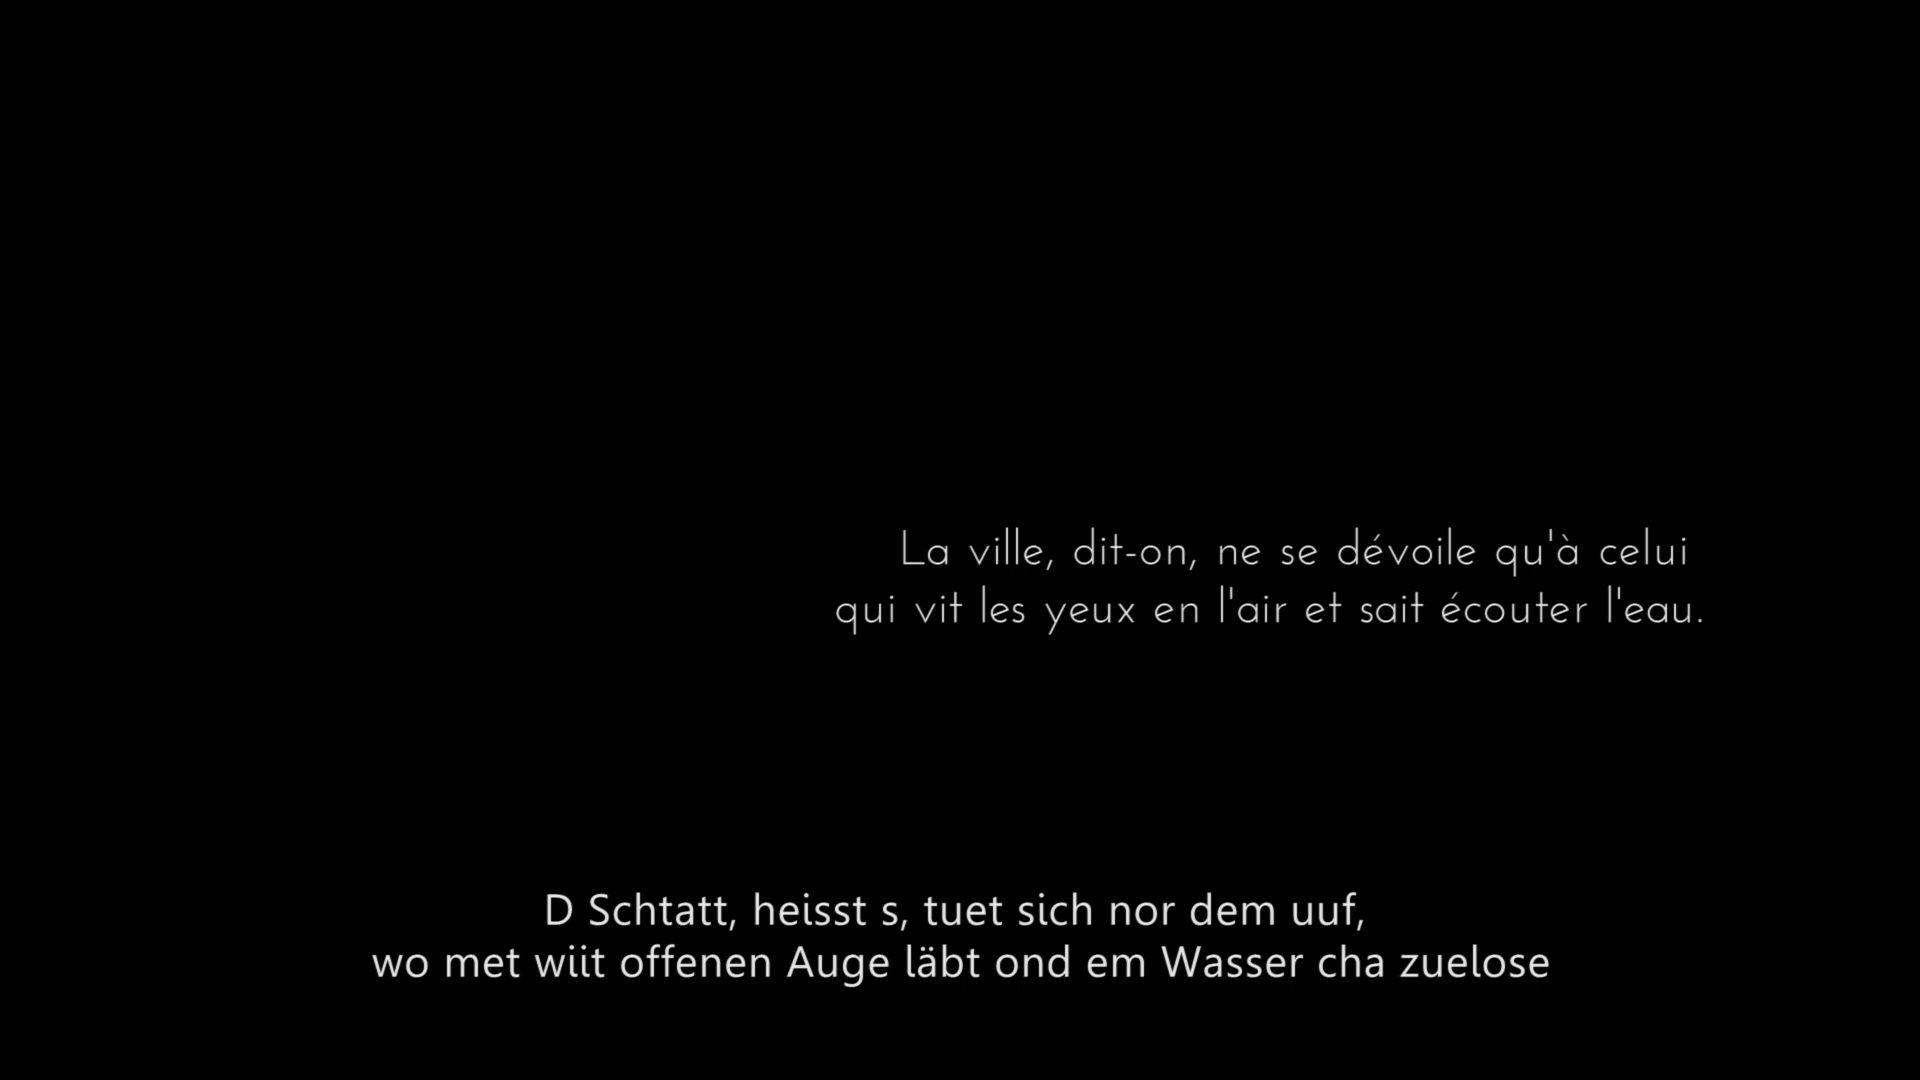 La ville, dit-on, ne se dévoile qu'à celui
qui vit les yeux en l'air et sait écouter l'eau.
D Schtatt, heisst s, tuet sich nor dem uuf,
wo met wiit offenen Auge läbt ond em Wasser cha zuelose